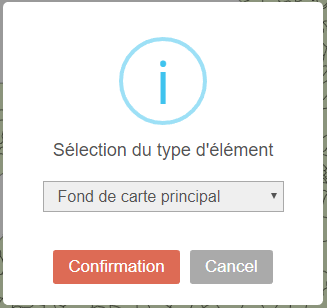 Sélection du type d'élément
Fond de carte principal
Confirmation
Cancel